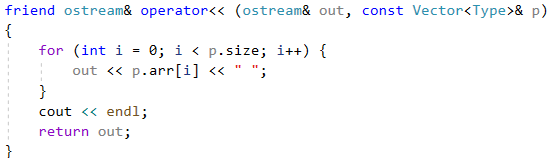 friend ostream& operator<< (ostream& out, const Vector<Type>& p)
{
    for (int i = 0; i < p.size; i++) {
        out << p.arr[i] << " ";
    }
    cout << endl;
    return out;
}